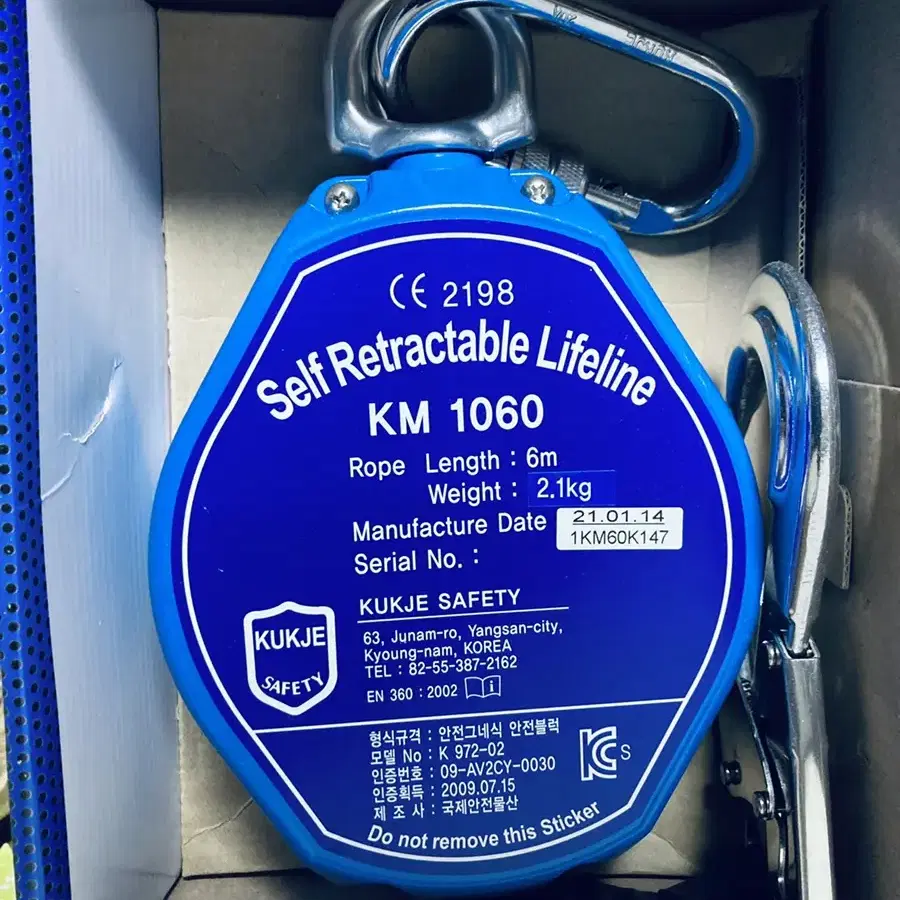 CE 2198
Self Retractable Lifeline
KM 1060
Rope Length : 6m
Weight : 2.1kg
Manufacture Date 21.01.14
Serial No. : 1KM60K147
KUKJE SAFETY
63, Junam-ro, Yangsan-city,
Kyoung-nam, KOREA
TEL : 82-55-387-2162
EN 360 : 2002
KUKJE
SAFETY
형식규격 : 안전그네식 안전블럭
모델 No : K 972-02
인증번호 : 09-AV2CY-0030
인증획득 : 2009.07.15
제 조 사 : 국제안전물산
KCs
Do not remove this Sticker